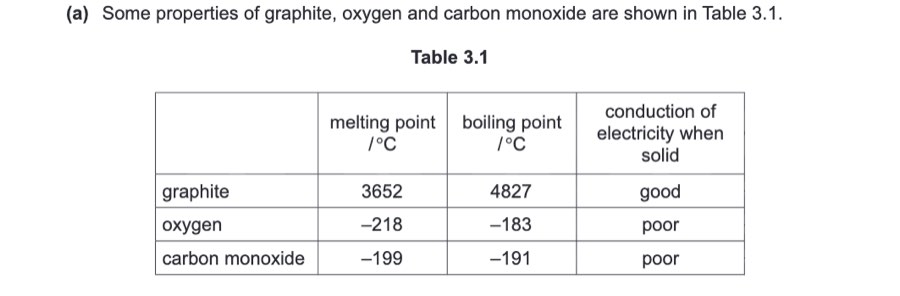 (a) Some properties of graphite, oxygen and carbon monoxide are shown in Table 3.1.
Table 3.1
melting point /°C boiling point /°C conduction of electricity when solid
graphite 3652 4827 good
oxygen –218 –183 poor
carbon monoxide –199 –191 poor